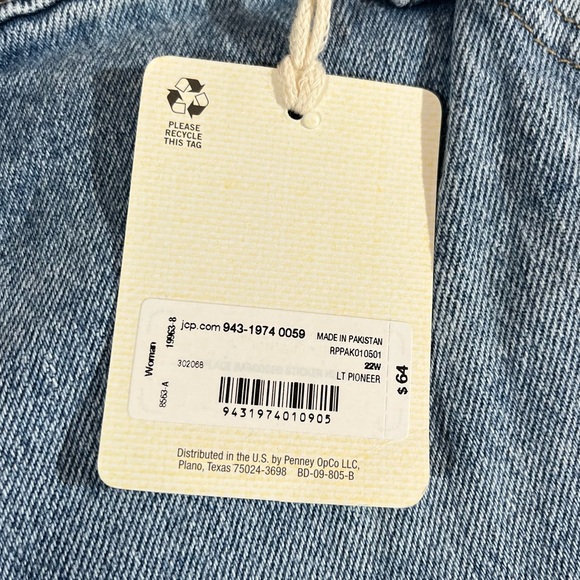 PLEASE
RECYCLE
THIS TAG
jcp.com 943-1974 0059
MADE IN PAKISTAN
RPPAK010501
22W
LT PIONEER
302068
Woman
19963-8
8563-A
$64
9431974010905
Distributed in the U.S. by Penney OpCo LLC,
Plano, Texas 75024-3698 BD-09-805-B